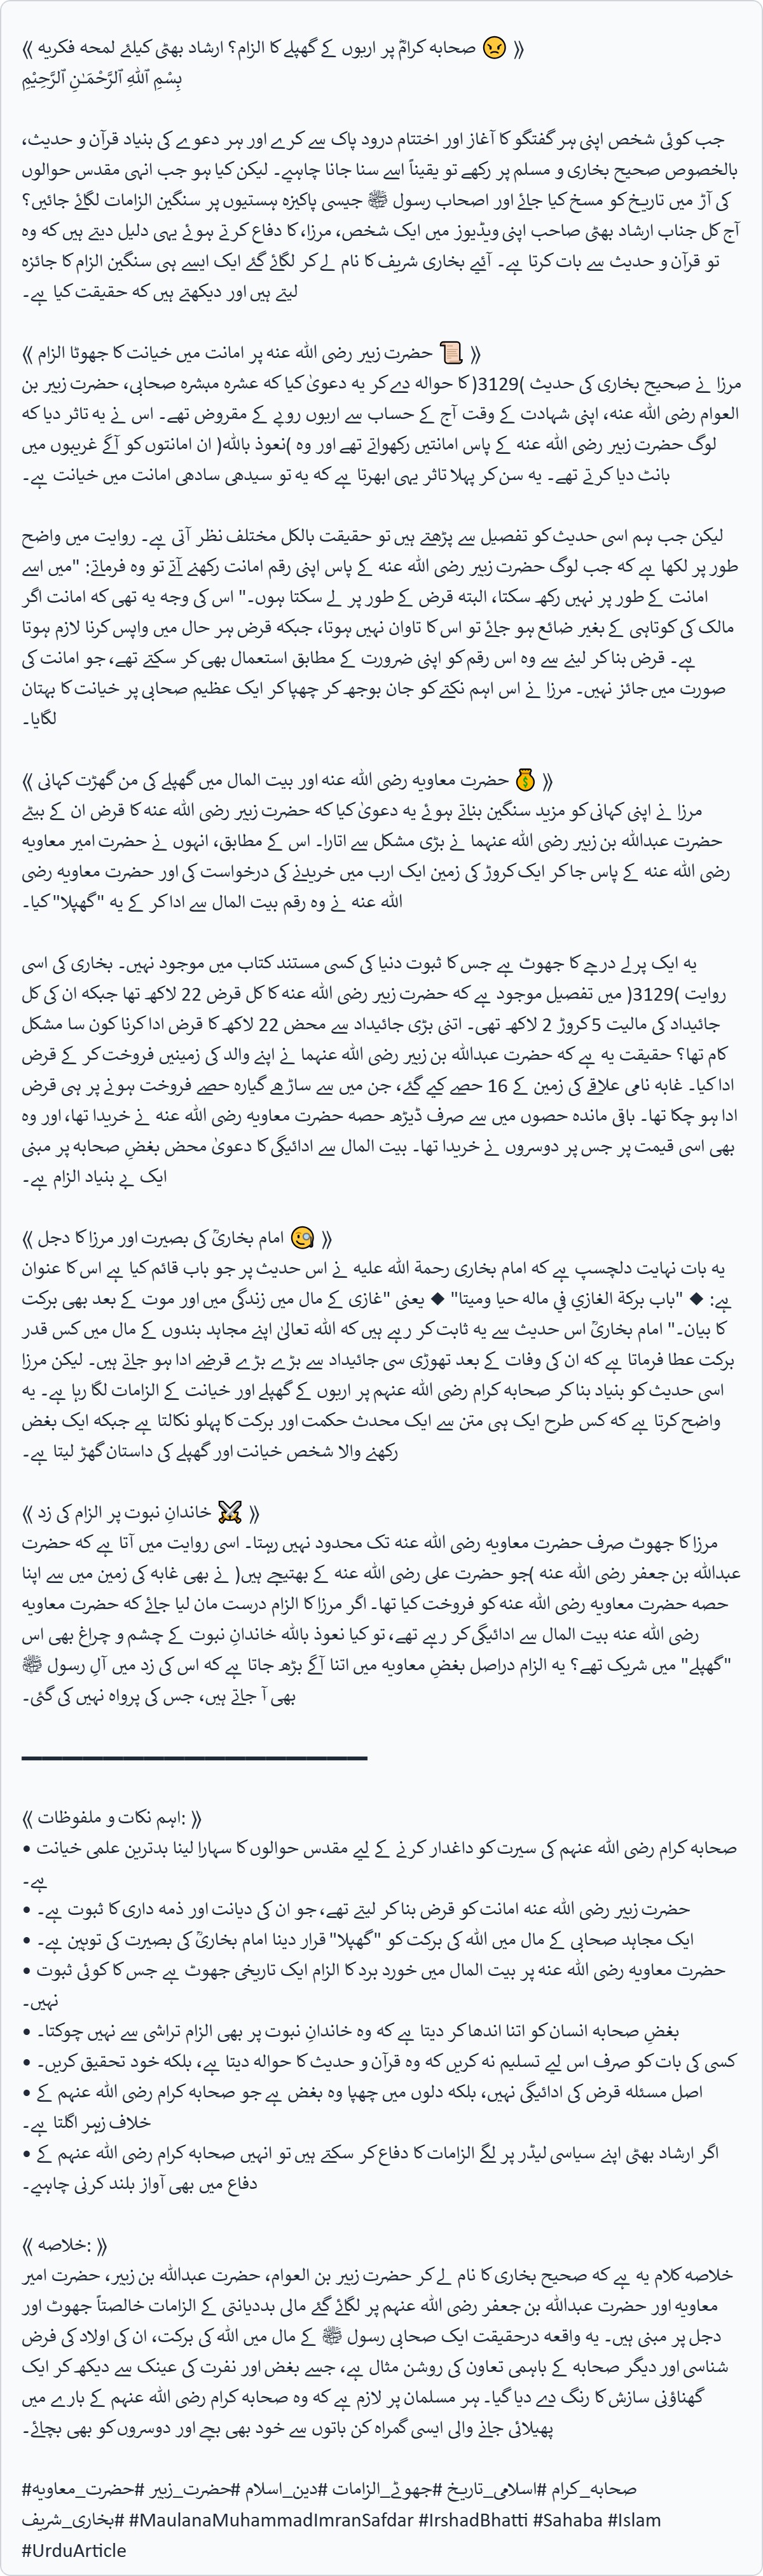 ⟪ 😠 صحابہ کرامؓ پر اربوں کے گھپلے کا الزام؟ ارشاد بھٹی کیلئے لمحہ فکریہ ⟫
بِسْمِ ٱللَّهِ ٱلرَّحْمَـٰنِ ٱلرَّحِيْمِ
جب کوئی شخص اپنی ہر گفتگو کا آغاز اور اختتام درود پاک سے کرے اور ہر دعوے کی بنیاد قرآن و حدیث،
بالخصوص صحیح بخاری و مسلم پر رکھے تو یقیناً اسے سنا جانا چاہیے۔ لیکن کیا ہو جب انہی مقدس حوالوں
کی آڑ میں تاریخ کو مسخ کیا جائے اور اصحاب رسول ﷺ جیسی پاکیزہ ہستیوں پر سنگین الزامات لگائے جائیں؟
آج کل جناب ارشاد بھٹی صاحب اپنی ویڈیوز میں ایک شخص، مرزا، کا دفاع کرتے ہوئے یہی دلیل دیتے ہیں کہ وہ
تو قرآن و حدیث سے بات کرتا ہے۔ آئیے بخاری شریف کا نام لے کر لگائے گئے ایک ایسے ہی سنگین الزام کا جائزہ
لیتے ہیں اور دیکھتے ہیں کہ حقیقت کیا ہے۔
⟪ 📜 حضرت زبیر رضی اللہ عنہ پر امانت میں خیانت کا جھوٹا الزام ⟫
مرزا نے صحیح بخاری کی حدیث )3129( کا حوالہ دے کر یہ دعویٰ کیا کہ عشرہ مبشرہ صحابی، حضرت زبیر بن
العوام رضی اللہ عنہ، اپنی شہادت کے وقت آج کے حساب سے اربوں روپے کے مقروض تھے۔ اس نے یہ تاثر دیا کہ
لوگ حضرت زبیر رضی اللہ عنہ کے پاس امانتیں رکھواتے تھے اور وہ )نعوذ باللہ( ان امانتوں کو آگے غریبوں میں
بانٹ دیا کرتے تھے۔ یہ سن کر پہلا تاثر یہی ابھرتا ہے کہ یہ تو سیدھی سادھی امانت میں خیانت ہے۔
لیکن جب ہم اسی حدیث کو تفصیل سے پڑھتے ہیں تو حقیقت بالکل مختلف نظر آتی ہے۔ روایت میں واضح
طور پر لکھا ہے کہ جب لوگ حضرت زبیر رضی اللہ عنہ کے پاس اپنی رقم امانت رکھنے آتے تو وہ فرماتے: "میں اسے
امانت کے طور پر نہیں رکھ سکتا، البتہ قرض کے طور پر لے سکتا ہوں۔" اس کی وجہ یہ تھی کہ امانت اگر
مالک کی کوتاہی کے بغیر ضائع ہو جائے تو اس کا تاوان نہیں ہوتا، جبکہ قرض ہر حال میں واپس کرنا لازم ہوتا
ہے۔ قرض بنا کر لینے سے وہ اس رقم کو اپنی ضرورت کے مطابق استعمال بھی کر سکتے تھے، جو امانت کی
صورت میں جائز نہیں۔ مرزا نے اس اہم نکتے کو جان بوجھ کر چھپا کر ایک عظیم صحابی پر خیانت کا بہتان
لگایا۔
⟪ 💰 حضرت معاویہ رضی اللہ عنہ اور بیت المال میں گھپلے کی من گھڑت کہانی ⟫
مرزا نے اپنی کہانی کو مزید سنگین بناتے ہوئے یہ دعویٰ کیا کہ حضرت زبیر رضی اللہ عنہ کا قرض ان کے بیٹے
حضرت عبداللہ بن زبیر رضی اللہ عنہما نے بڑی مشکل سے اتارا۔ اس کے مطابق، انہوں نے حضرت امیر معاویہ
رضی اللہ عنہ کے پاس جا کر ایک کروڑ کی زمین ایک ارب میں خریدنے کی درخواست کی اور حضرت معاویہ رضی
اللہ عنہ نے وہ رقم بیت المال سے ادا کر کے یہ "گھپلا" کیا۔
یہ ایک پرلے درجے کا جھوٹ ہے جس کا ثبوت دنیا کی کسی مستند کتاب میں موجود نہیں۔ بخاری کی اسی
روایت )3129( میں تفصیل موجود ہے کہ حضرت زبیر رضی اللہ عنہ کا کل قرض 22 لاکھ تھا جبکہ ان کی کل
جائیداد کی مالیت 5 کروڑ 2 لاکھ تھی۔ اتنی بڑی جائیداد سے محض 22 لاکھ کا قرض ادا کرنا کون سا مشکل
کام تھا؟ حقیقت یہ ہے کہ حضرت عبداللہ بن زبیر رضی اللہ عنہما نے اپنے والد کی زمینیں فروخت کر کے قرض
ادا کیا۔ غابہ نامی علاقے کی زمین کے 16 حصے کیے گئے، جن میں سے ساڑھے گیارہ حصے فروخت ہونے پر ہی قرض
ادا ہو چکا تھا۔ باقی ماندہ حصوں میں سے صرف ڈیڑھ حصہ حضرت معاویہ رضی اللہ عنہ نے خریدا تھا، اور وہ
بھی اسی قیمت پر جس پر دوسروں نے خریدا تھا۔ بیت المال سے ادائیگی کا دعویٰ محض بغضِ صحابہ پر مبنی
ایک بے بنیاد الزام ہے۔
⟪ 🧐 امام بخاریؒ کی بصیرت اور مرزا کا دجل ⟫
یہ بات نہایت دلچسپ ہے کہ امام بخاری رحمۃ اللہ علیہ نے اس حدیث پر جو باب قائم کیا ہے اس کا عنوان
ہے: ◆ "باب بركة الغازي في ماله حيا وميتا" ◆ یعنی "غازی کے مال میں زندگی میں اور موت کے بعد بھی برکت
کا بیان۔" امام بخاریؒ اس حدیث سے یہ ثابت کر رہے ہیں کہ اللہ تعالیٰ اپنے مجاہد بندوں کے مال میں کس قدر
برکت عطا فرماتا ہے کہ ان کی وفات کے بعد تھوڑی سی جائیداد سے بڑے بڑے قرضے ادا ہو جاتے ہیں۔ لیکن مرزا
اسی حدیث کو بنیاد بنا کر صحابہ کرام رضی اللہ عنہم پر اربوں کے گھپلے اور خیانت کے الزامات لگا رہا ہے۔ یہ
واضح کرتا ہے کہ کس طرح ایک ہی متن سے ایک محدث حکمت اور برکت کا پہلو نکالتا ہے جبکہ ایک بغض
رکھنے والا شخص خیانت اور گھپلے کی داستان گھڑ لیتا ہے۔
⟪ ⚔️ خاندانِ نبوت پر الزام کی زد ⟫
مرزا کا جھوٹ صرف حضرت معاویہ رضی اللہ عنہ تک محدود نہیں رہتا۔ اسی روایت میں آتا ہے کہ حضرت
عبداللہ بن جعفر رضی اللہ عنہ )جو حضرت علی رضی اللہ عنہ کے بھتیجے ہیں( نے بھی غابہ کی زمین میں سے اپنا
حصہ حضرت معاویہ رضی اللہ عنہ کو فروخت کیا تھا۔ اگر مرزا کا الزام درست مان لیا جائے کہ حضرت معاویہ
رضی اللہ عنہ بیت المال سے ادائیگی کر رہے تھے، تو کیا نعوذ باللہ خاندانِ نبوت کے چشم و چراغ بھی اس
"گھپلے" میں شریک تھے؟ یہ الزام دراصل بغضِ معاویہ میں اتنا آگے بڑھ جاتا ہے کہ اس کی زد میں آلِ رسول ﷺ
بھی آ جاتے ہیں، جس کی پرواہ نہیں کی گئی۔
⟪ اہم نکات و ملفوظات: ⟫
• صحابہ کرام رضی اللہ عنہم کی سیرت کو داغدار کرنے کے لیے مقدس حوالوں کا سہارا لینا بدترین علمی خیانت
ہے۔
• حضرت زبیر رضی اللہ عنہ امانت کو قرض بنا کر لیتے تھے، جو ان کی دیانت اور ذمہ داری کا ثبوت ہے۔
• ایک مجاہد صحابی کے مال میں اللہ کی برکت کو "گھپلا" قرار دینا امام بخاریؒ کی بصیرت کی توہین ہے۔
• حضرت معاویہ رضی اللہ عنہ پر بیت المال میں خورد برد کا الزام ایک تاریخی جھوٹ ہے جس کا کوئی ثبوت
نہیں۔
• بغضِ صحابہ انسان کو اتنا اندھا کر دیتا ہے کہ وہ خاندانِ نبوت پر بھی الزام تراشی سے نہیں چوکتا۔
• کسی کی بات کو صرف اس لیے تسلیم نہ کریں کہ وہ قرآن و حدیث کا حوالہ دیتا ہے، بلکہ خود تحقیق کریں۔
• اصل مسئلہ قرض کی ادائیگی نہیں، بلکہ دلوں میں چھپا وہ بغض ہے جو صحابہ کرام رضی اللہ عنہم کے
خلاف زہر اگلتا ہے۔
• اگر ارشاد بھٹی اپنے سیاسی لیڈر پر لگے الزامات کا دفاع کر سکتے ہیں تو انہیں صحابہ کرام رضی اللہ عنہم کے
دفاع میں بھی آواز بلند کرنی چاہیے۔
⟪ خلاصہ: ⟫
خلاصہ کلام یہ ہے کہ صحیح بخاری کا نام لے کر حضرت زبیر بن العوام، حضرت عبداللہ بن زبیر، حضرت امیر
معاویہ اور حضرت عبداللہ بن جعفر رضی اللہ عنہم پر لگائے گئے مالی بددیانتی کے الزامات خالصتاً جھوٹ اور
دجل پر مبنی ہیں۔ یہ واقعہ درحقیقت ایک صحابی رسول ﷺ کے مال میں اللہ کی برکت، ان کی اولاد کی فرض
شناسی اور دیگر صحابہ کے باہمی تعاون کی روشن مثال ہے، جسے بغض اور نفرت کی عینک سے دیکھ کر ایک
گھناؤنی سازش کا رنگ دے دیا گیا۔ ہر مسلمان پر لازم ہے کہ وہ صحابہ کرام رضی اللہ عنہم کے بارے میں
پھیلائی جانے والی ایسی گمراہ کن باتوں سے خود بھی بچے اور دوسروں کو بھی بچائے۔
#صحابہ_کرام #اسلامی_تاریخ #جھوٹے_الزامات #دین_اسلام #حضرت_زبیر #حضرت_معاویہ
#بخاری_شریف #MaulanaMuhammadImranSafdar #IrshadBhatti #Sahaba #Islam
#UrduArticle